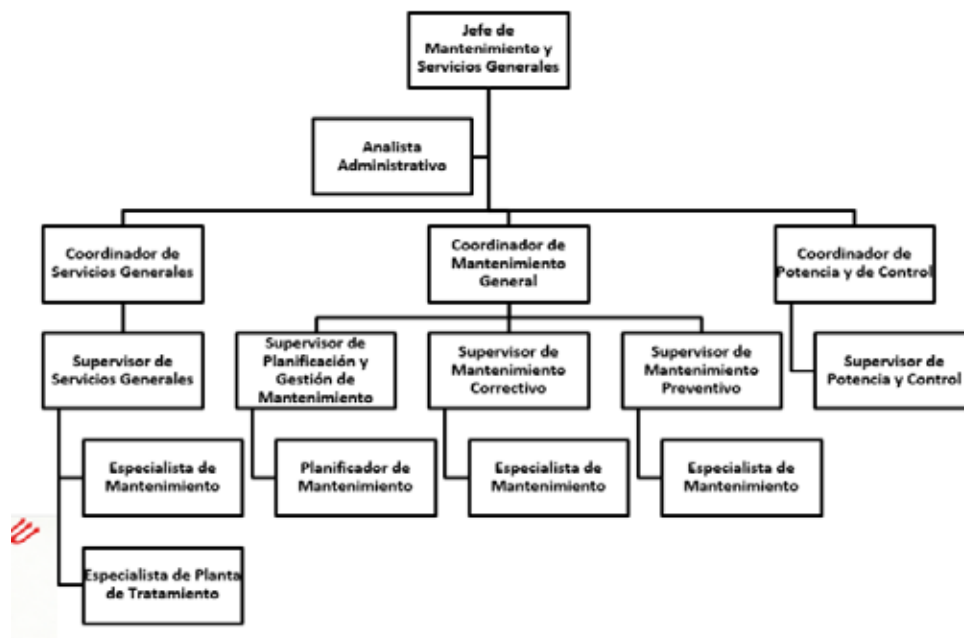 Jefe de
Mantenimiento y
Servicios Generales
Analista
Administrativo
Coordinador de
Servicios Generales
Coordinador de
Mantenimiento
General
Coordinador de
Potencia y de Control
Supervisor de
Servicios Generales
Supervisor de
Planificación y
Gestión de
Mantenimiento
Supervisor de
Mantenimiento
Correctivo
Supervisor de
Mantenimiento
Preventivo
Supervisor de
Potencia y Control
Especialista de
Mantenimiento
Planificador de
Mantenimiento
Especialista de
Mantenimiento
Especialista de
Mantenimiento
Especialista de Planta
de Tratamiento